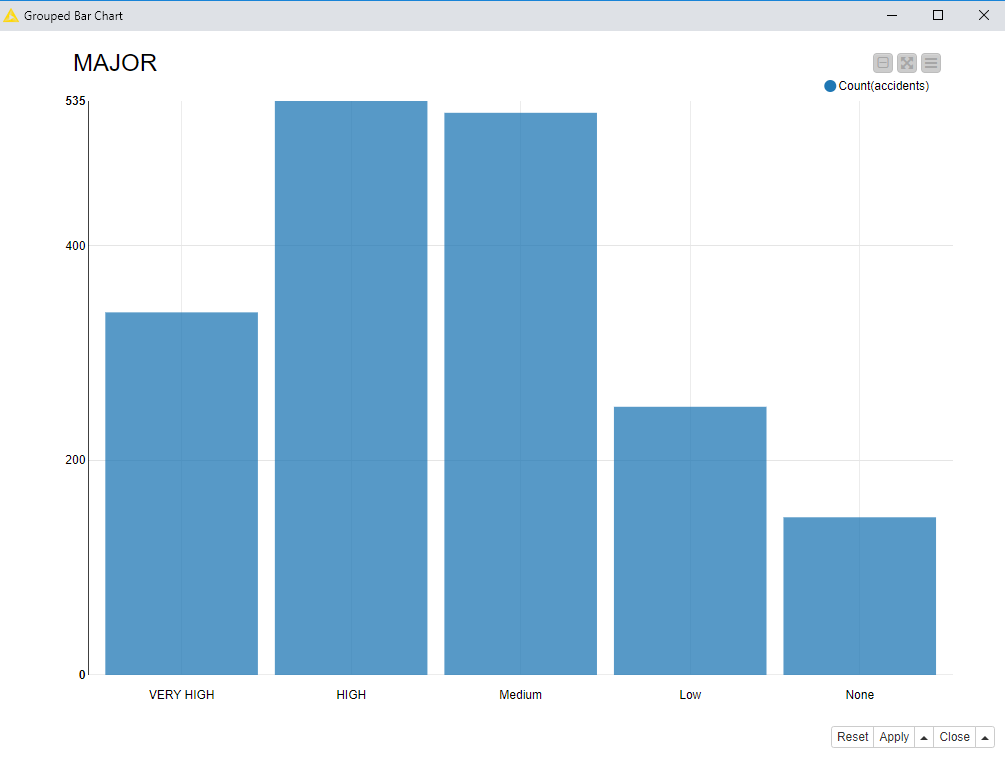 Grouped Bar Chart
MAJOR
Count(accidents)
535
400
200
0
VERY HIGH HIGH Medium Low None
Reset Apply Close